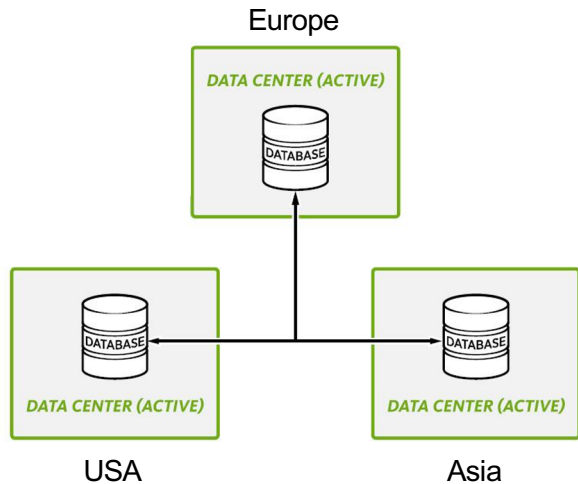 Europe
DATA CENTER (ACTIVE)
DATABASE
DATABASE
DATA CENTER (ACTIVE)
USA
DATABASE
DATA CENTER (ACTIVE)
Asia